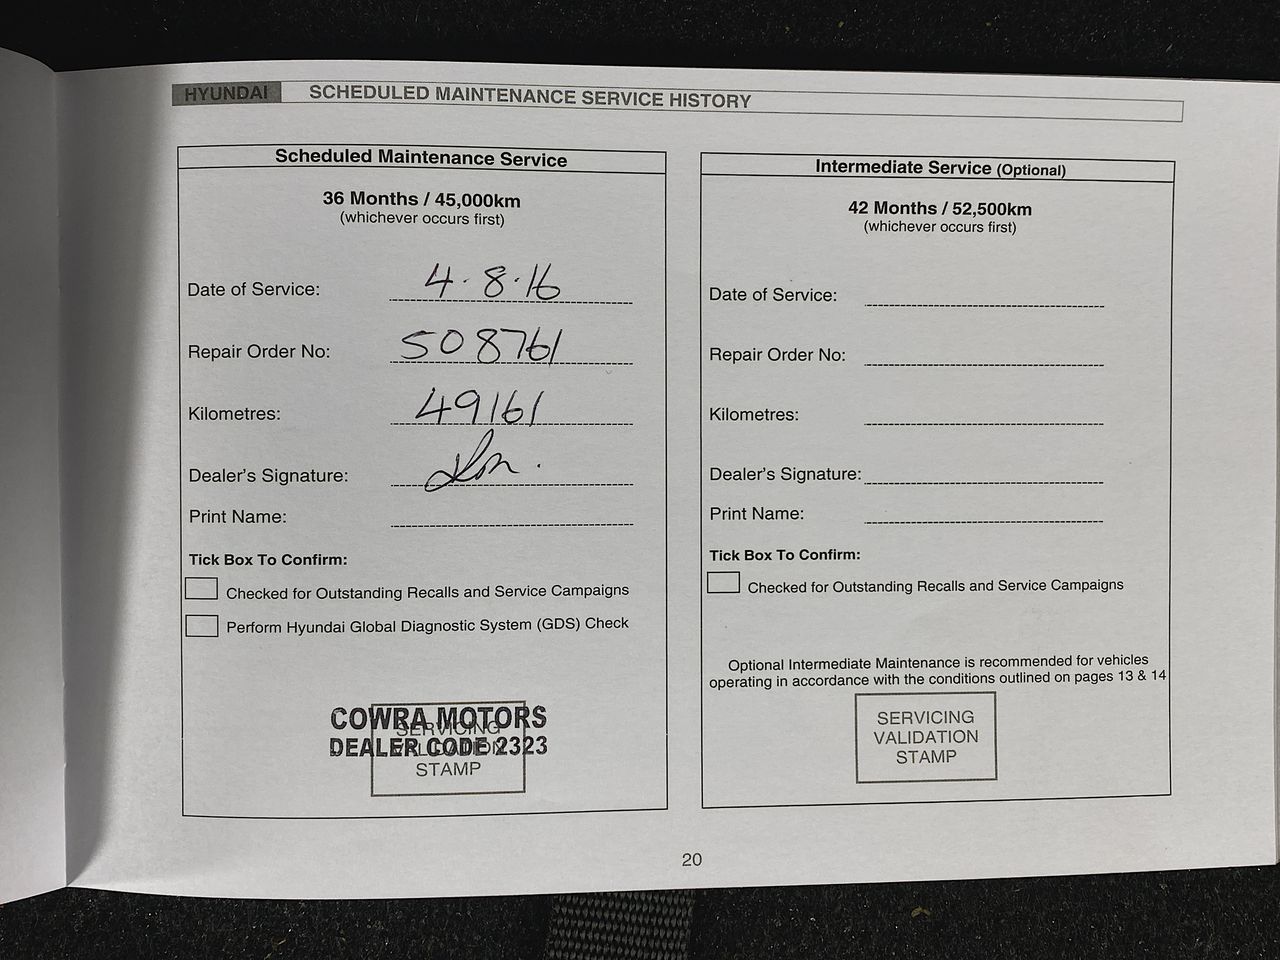 HYUNDAI SCHEDULED MAINTENANCE SERVICE HISTORY
Scheduled Maintenance Service
36 Months / 45,000km
(whichever occurs first)
Date of Service: 4.8.16
Repair Order No: 508761
Kilometres: 49161
Dealer's Signature:
Print Name:
Tick Box To Confirm:
Checked for Outstanding Recalls and Service Campaigns
Perform Hyundai Global Diagnostic System (GDS) Check
COWRA MOTORS
DEALER CODE 2323
SERVICING
VALIDATION
STAMP
Intermediate Service (Optional)
42 Months / 52,500km
(whichever occurs first)
Date of Service:
Repair Order No:
Kilometres:
Dealer's Signature:
Print Name:
Tick Box To Confirm:
Checked for Outstanding Recalls and Service Campaigns
Optional Intermediate Maintenance is recommended for vehicles
operating in accordance with the conditions outlined on pages 13 & 14
SERVICING
VALIDATION
STAMP
20